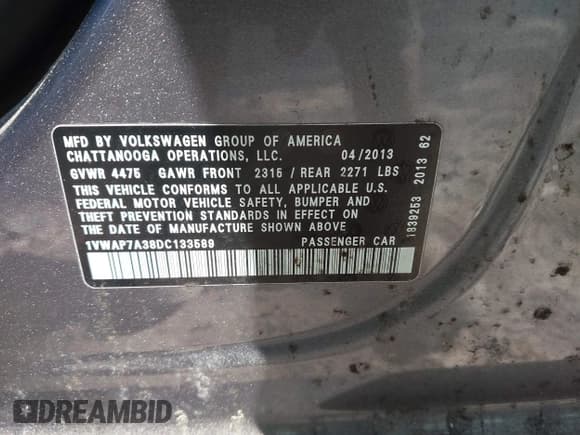 MFD BY VOLKSWAGEN GROUP OF AMERICA
CHATTANOOGA OPERATIONS, LLC. 04/2013
GVWR 4475 GAWR FRONT 2315 / REAR 2271 LBS
THIS VEHICLE CONFORMS TO ALL APPLICABLE U.S.
FEDERAL MOTOR VEHICLE SAFETY, BUMPER AND
THEFT PREVENTION STANDARDS IN EFFECT ON
THE DATE OF MANUFACTURE SHOWN ABOVE
1VWAP7A38DC133589 PASSENGER CAR
1839253 2013 62
DREAMBID